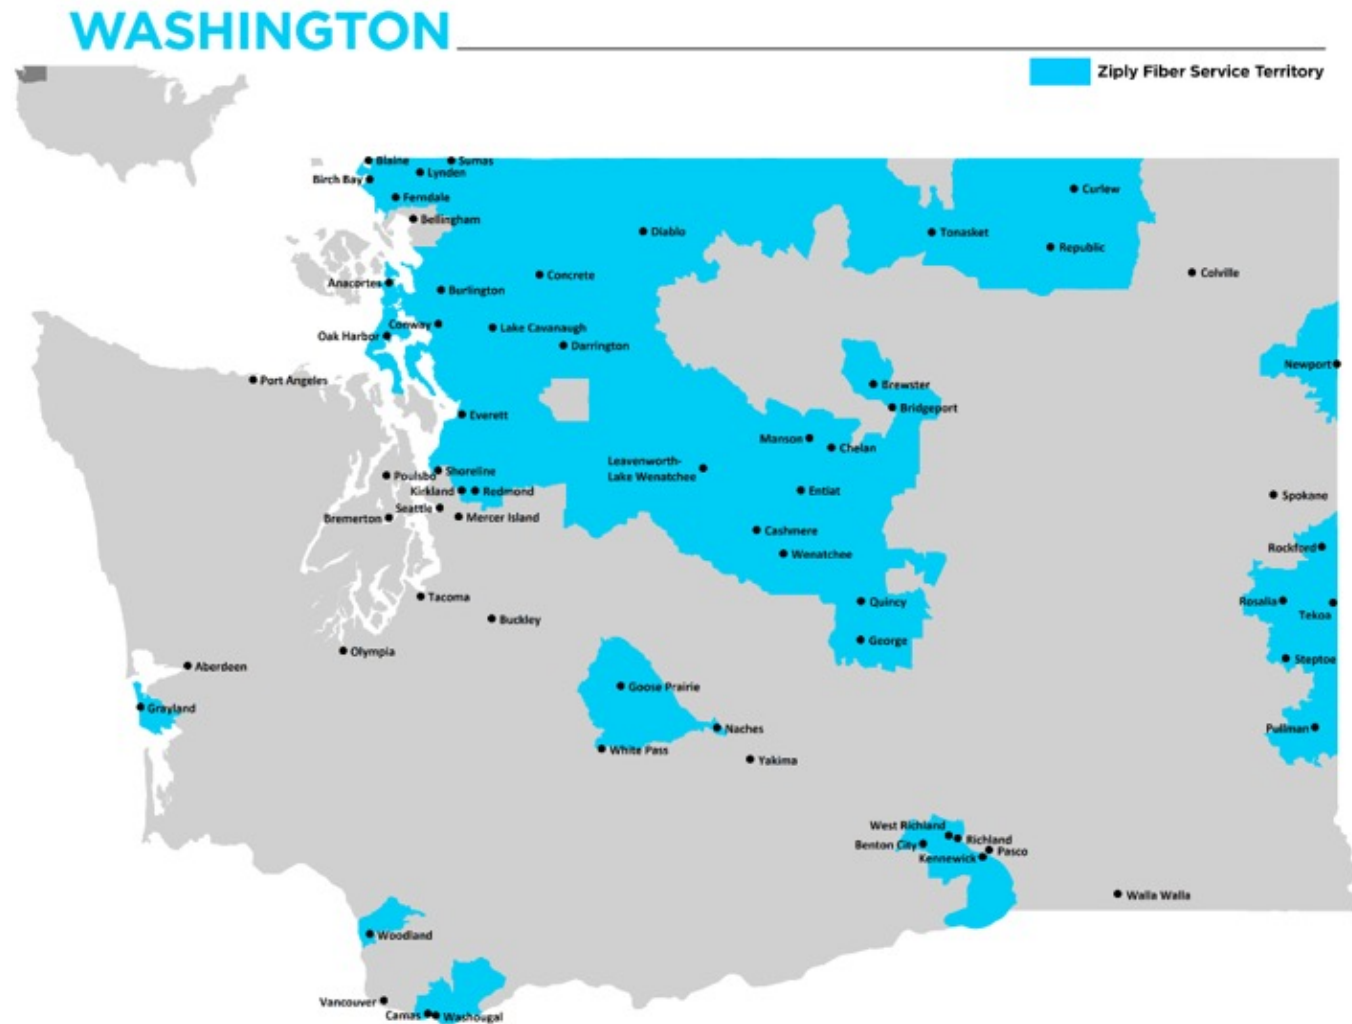 WASHINGTON
Ziply Fiber Service Territory
Blaine
Sumas
Lynden
Birch Bay
Ferndale
Bellingham
Curlew
Diablo
Tonasket
Republic
Colville
Concrete
Anacortes
Burlington
Conway
Lake Cavanaugh
Oak Harbor
Darrington
Newport
Port Angeles
Brewster
Bridgeport
Everett
Manson
Chelan
Leavenworth-
Lake Wenatchee
Shoreline
Poulsbo
Kirkland
Redmond
Entiat
Spokane
Seattle
Mercer Island
Bremerton
Cashmere
Rockford
Wenatchee
Tacoma
Quincy
Rosalia
Tekoa
Buckley
George
Olympia
Steptoe
Aberdeen
Goose Prairie
Grayland
Naches
Pullman
White Pass
Yakima
West Richland
Richland
Benton City
Pasco
Kennewick
Walla Walla
Woodland
Vancouver
Camas
Washougal